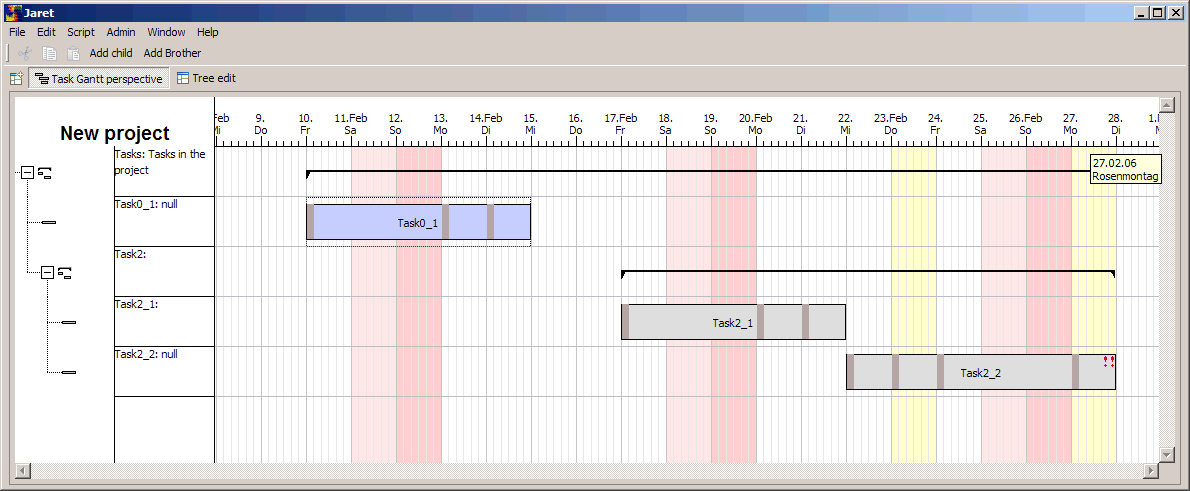 Jaret
File Edit Script Admin Window Help
Add child Add Brother
Task Gantt perspective Tree edit
New project
Feb 9. 10. 11.Feb 12. 13. 14.Feb 15. 16. 17.Feb 18. 19. 20.Feb 21. 22. 23.Feb 24. 25. 26.Feb 27. 28. 1.M
Mi Do Fr Sa So Mo Di Mi Do Fr Sa So Mo Di Mi Do Fr Sa So Mo Di M
Tasks: Tasks in the
project
27.02.06
Rosenmontag
Task0_1: null
Task0_1
Task2:
Task2_1:
Task2_1
Task2_2: null
Task2_2
!!